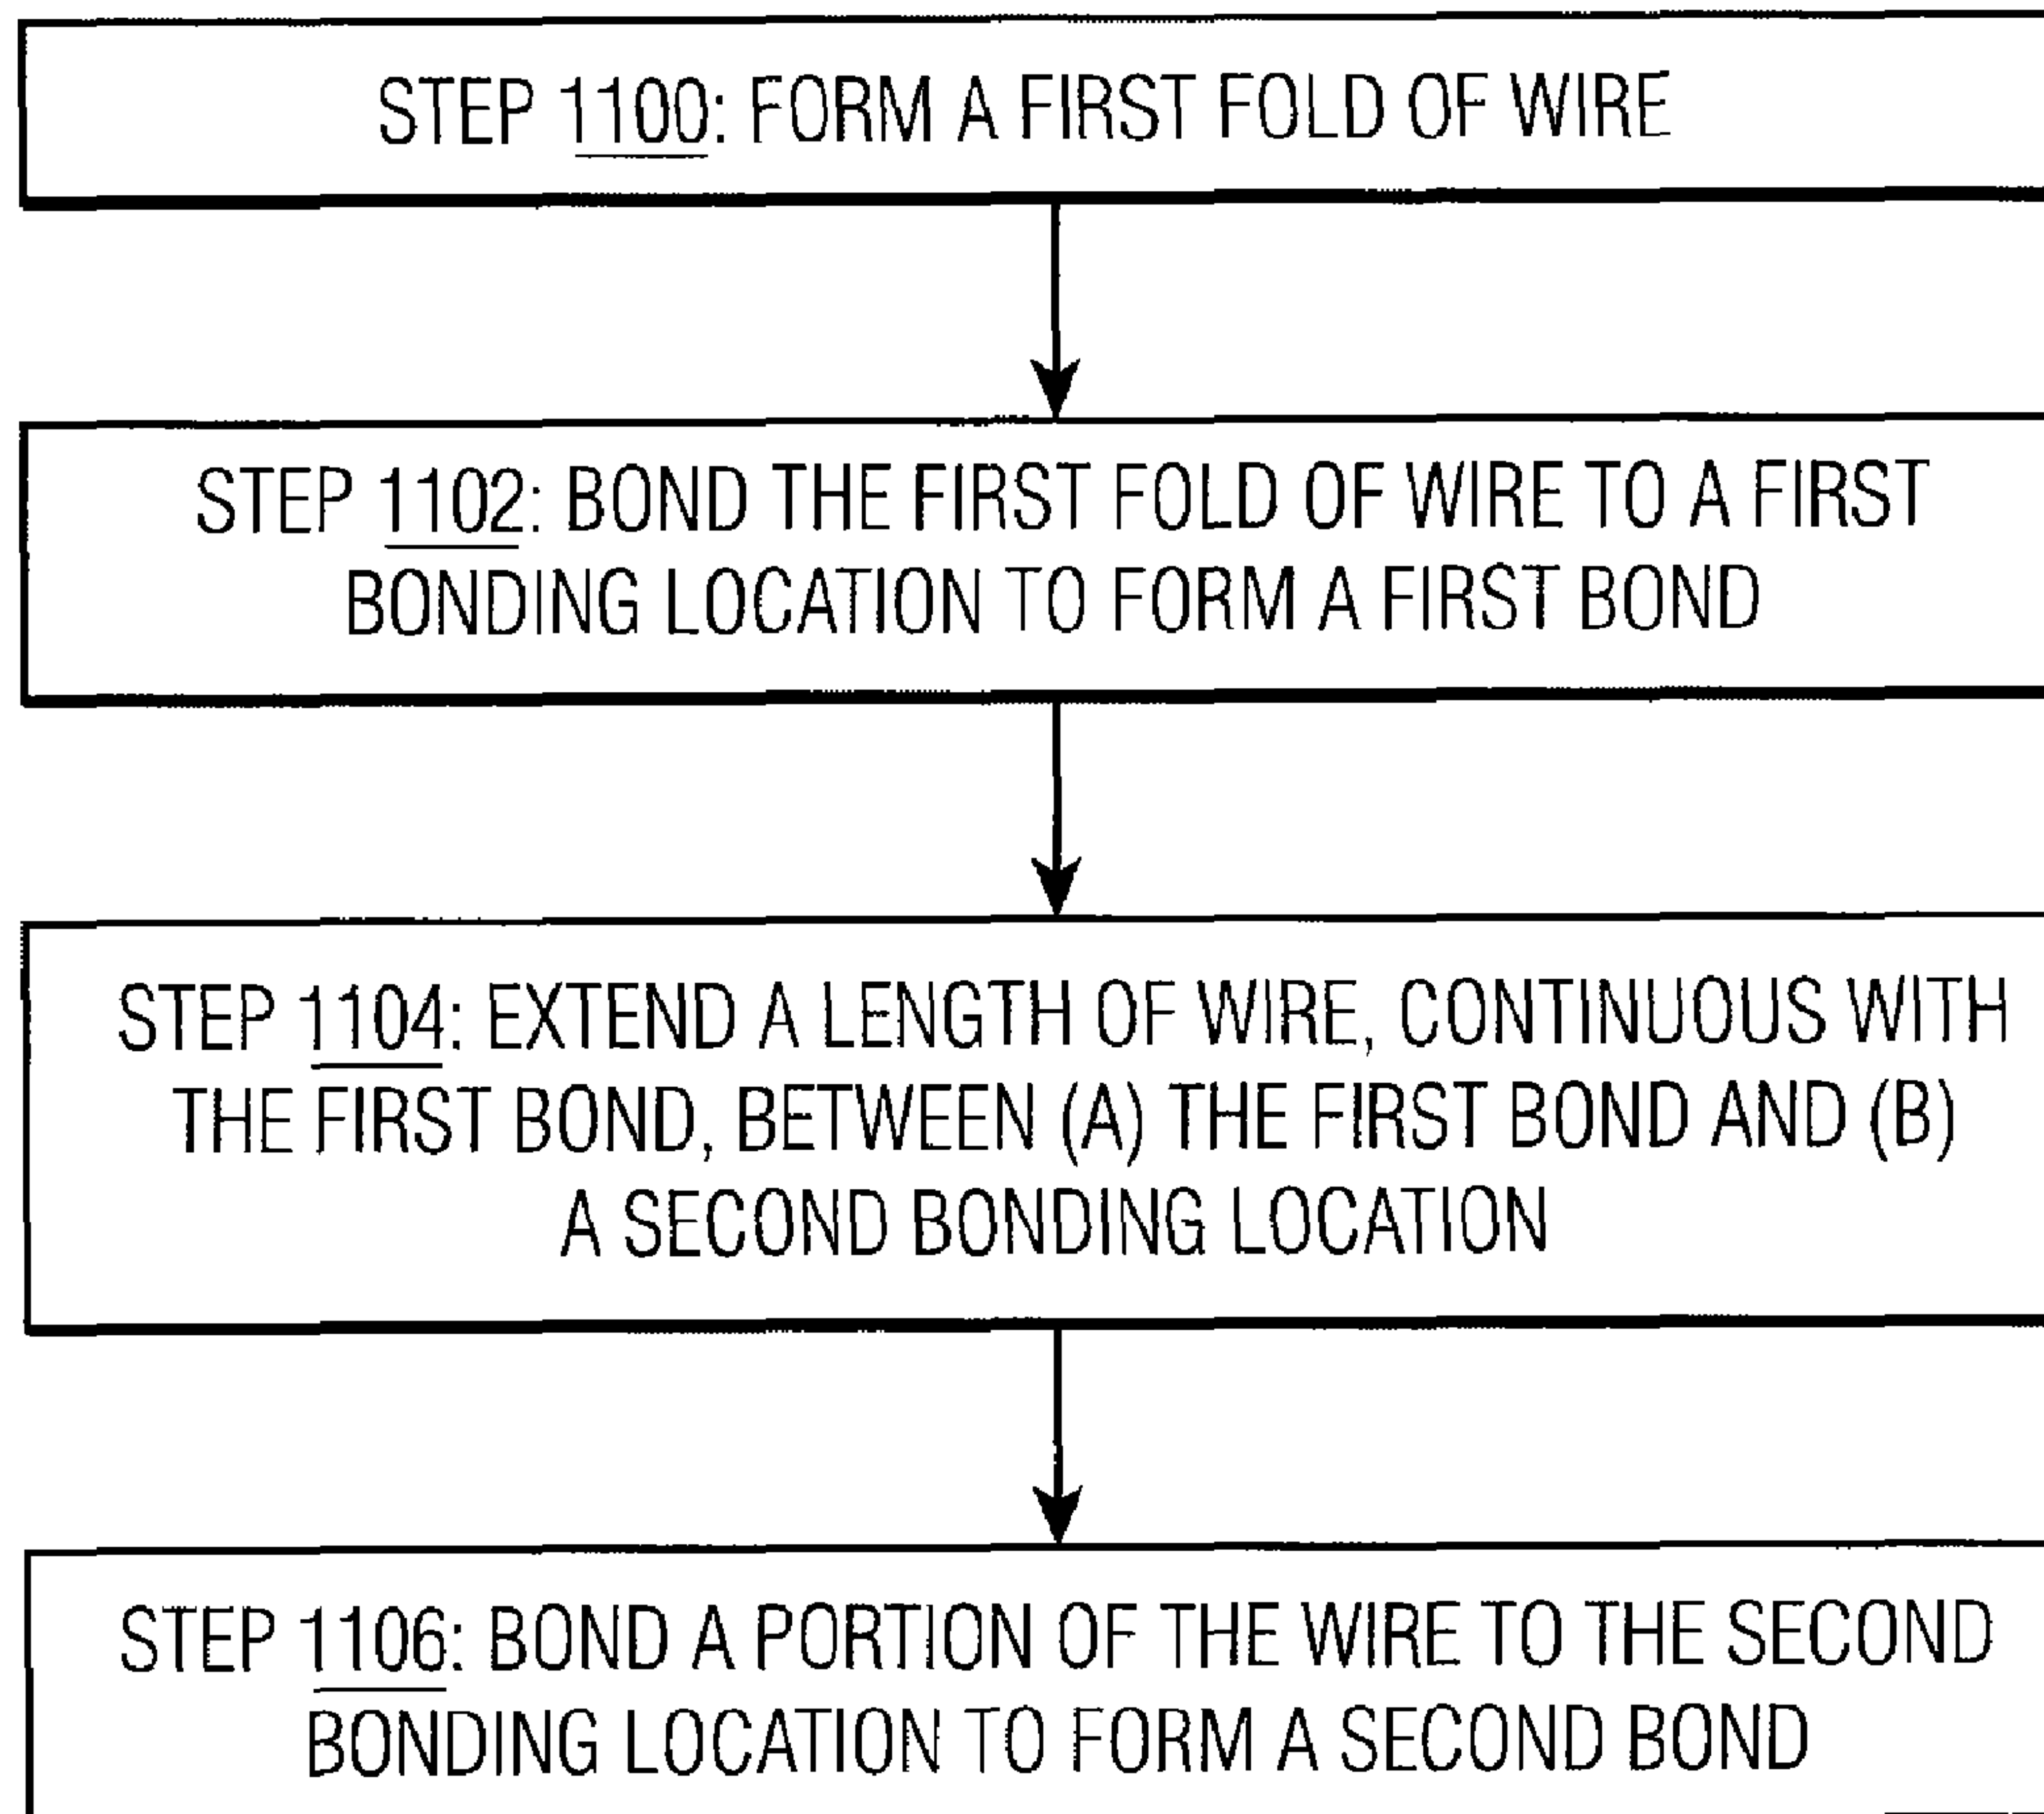 STEP 1100: FORM A FIRST FOLD OF WIRE
STEP 1102: BOND THE FIRST FOLD OF WIRE TO A FIRST
BONDING LOCATION TO FORM A FIRST BOND
STEP 1104: EXTEND A LENGTH OF WIRE, CONTINUOUS WITH
THE FIRST BOND, BETWEEN (A) THE FIRST BOND AND (B)
A SECOND BONDING LOCATION
STEP 1106: BOND A PORTION OF THE WIRE TO THE SECOND
BONDING LOCATION TO FORM A SECOND BOND